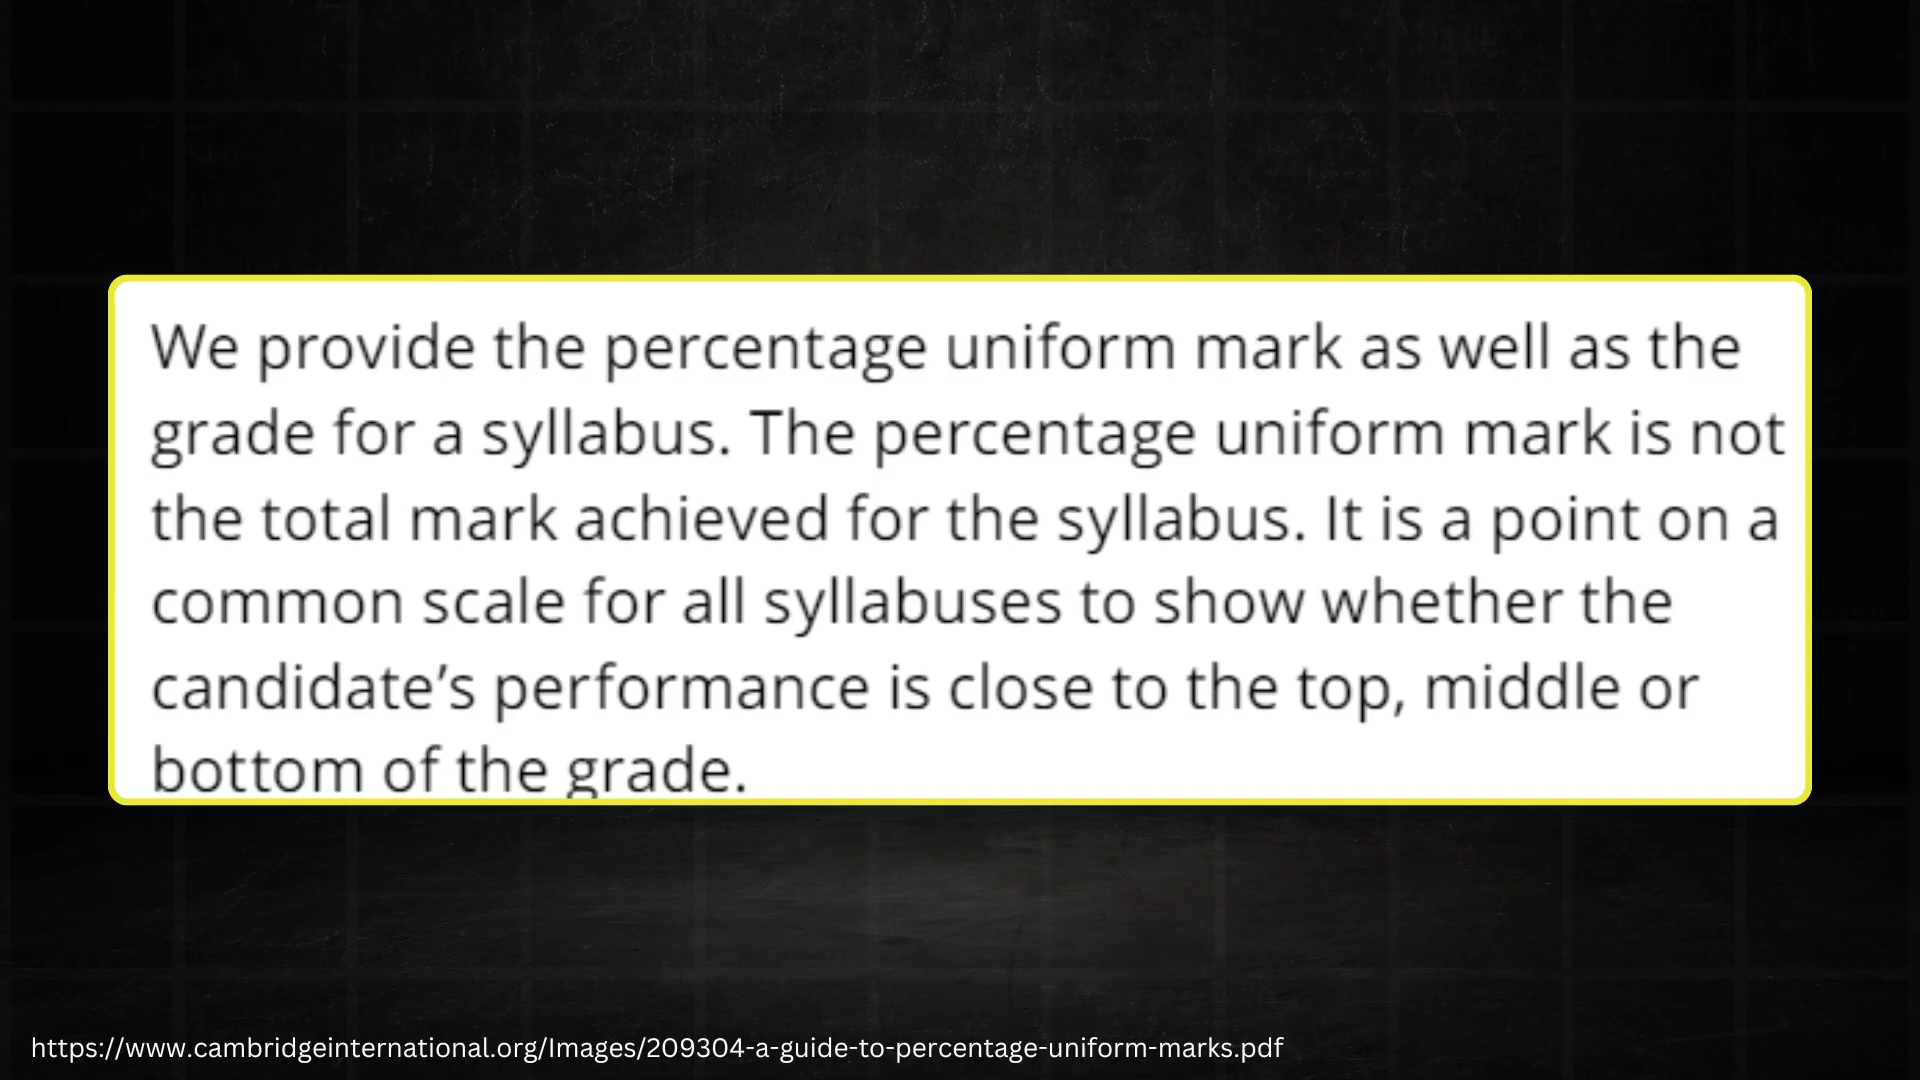 We provide the percentage uniform mark as well as the
grade for a syllabus. The percentage uniform mark is not
the total mark achieved for the syllabus. It is a point on a
common scale for all syllabuses to show whether the
candidate’s performance is close to the top, middle or
bottom of the grade.
https://www.cambridgeinternational.org/Images/209304-a-guide-to-percentage-uniform-marks.pdf